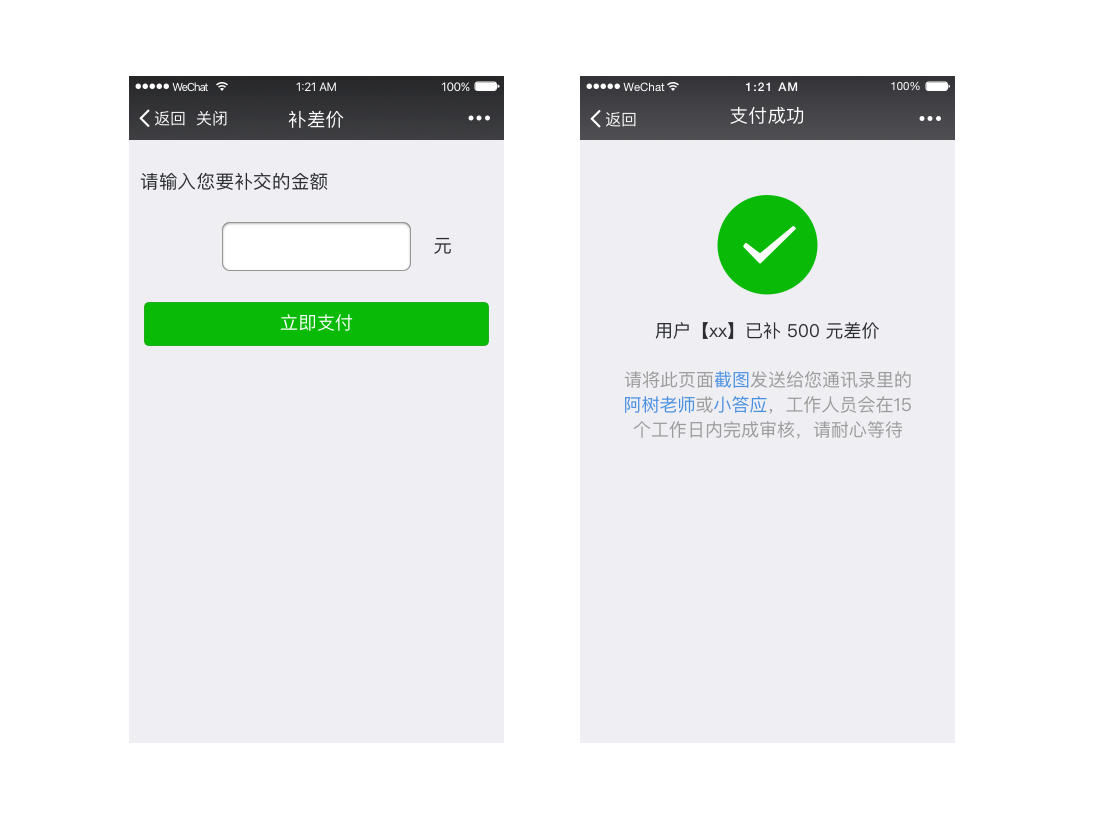 WeChat 1:21 AM 100%
返回 关闭 补差价
请输入您要补交的金额
元
立即支付
WeChat 1:21 AM 100%
返回 支付成功
用户【xx】已补 500 元差价
请将此页面截图发送给您通讯录里的
阿树老师或小答应，工作人员会在15
个工作日内完成审核，请耐心等待